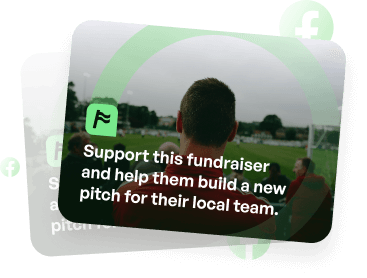 Support this fundraiser
and help them build a new
pitch for their local team.